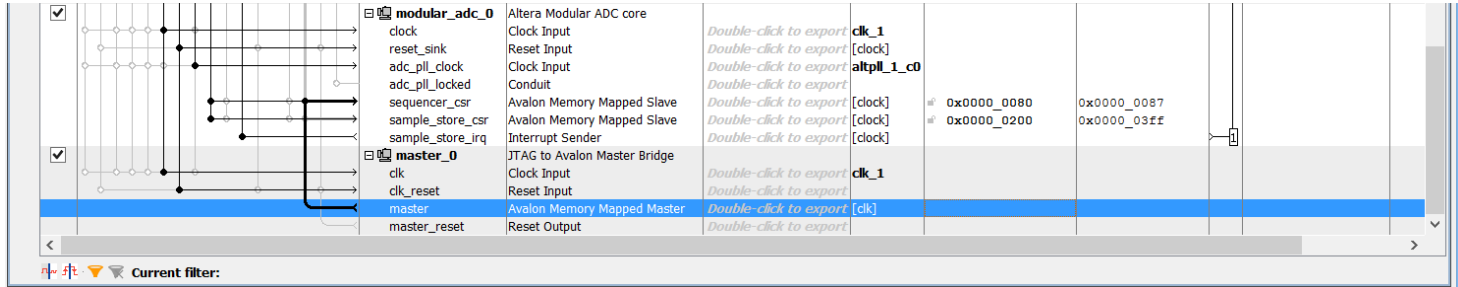 modular_adc_0 Altera Modular ADC core
clock Clock Input Double-click to export clk_1
reset_sink Reset Input Double-click to export [clock]
adc_pll_clock Clock Input Double-click to export altpll_1_c0
adc_pll_locked Conduit Double-click to export
sequencer_csr Avalon Memory Mapped Slave Double-click to export [clock] 0x0000_0080 0x0000_0087
sample_store_csr Avalon Memory Mapped Slave Double-click to export [clock] 0x0000_0200 0x0000_03ff
sample_store_irq Interrupt Sender Double-click to export [clock] 1
master_0 JTAG to Avalon Master Bridge
clk Clock Input Double-click to export clk_1
clk_reset Reset Input Double-click to export
master Avalon Memory Mapped Master Double-click to export [clk]
master_reset Reset Output Double-click to export
Current filter: